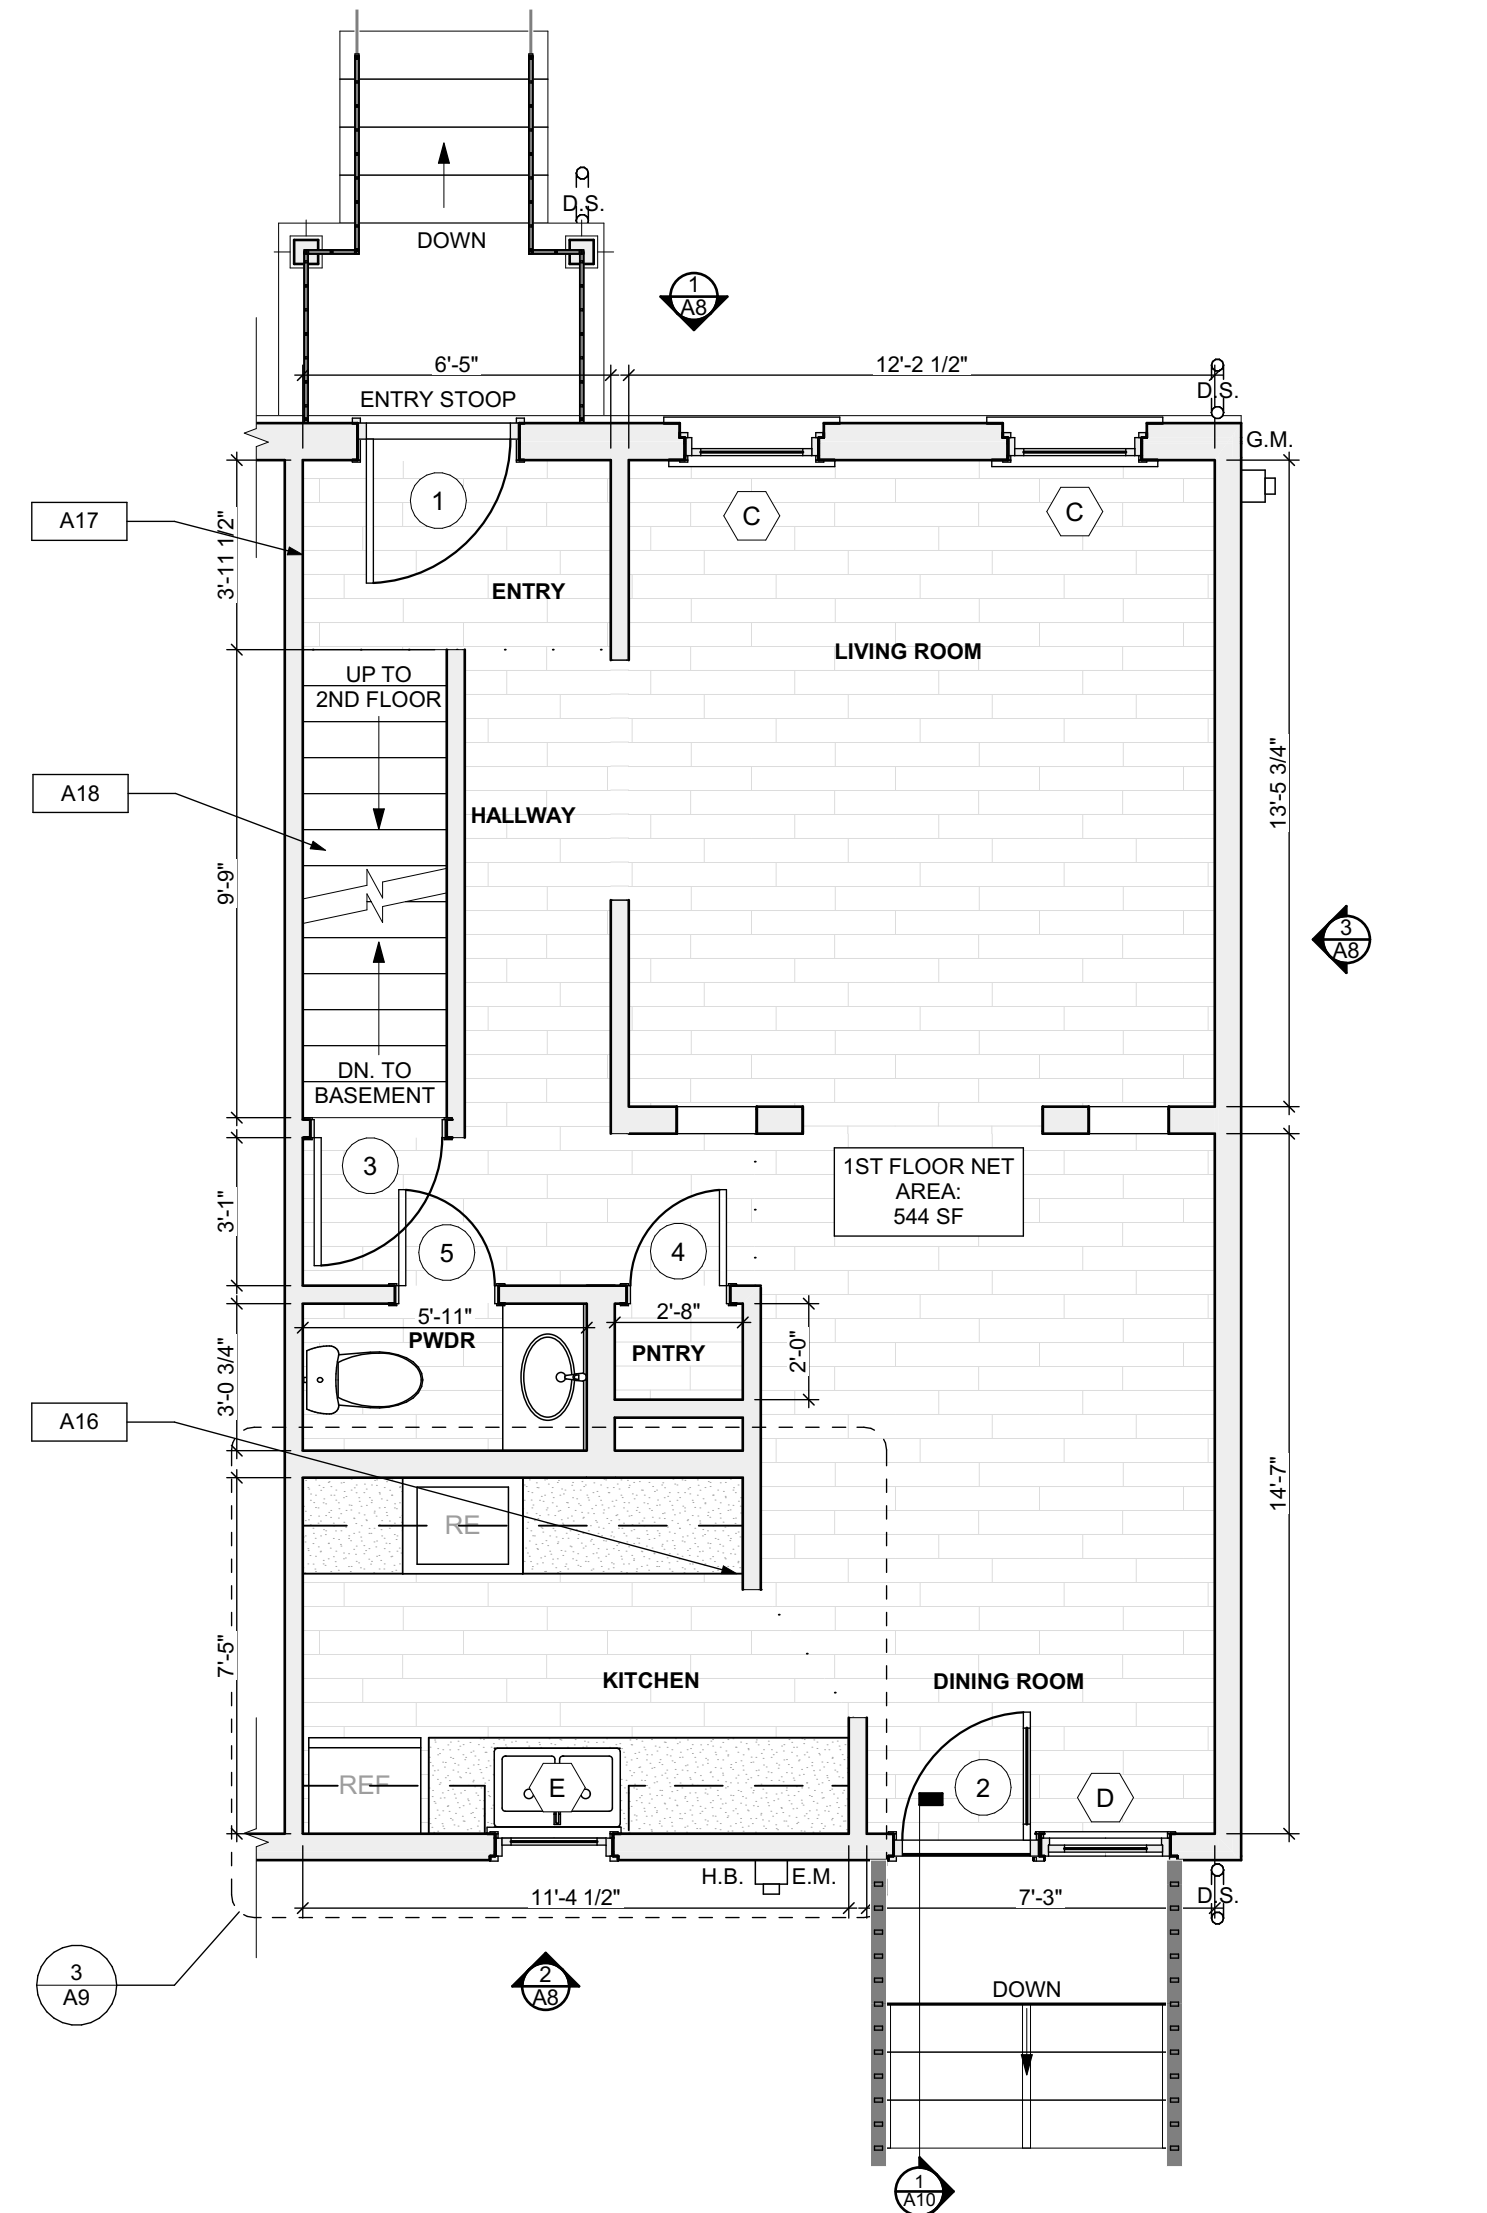 D.S.
DOWN
1
A8
6'-5"
12'-2 1/2"
D.S.
ENTRY STOOP
G.M.
1
C
C
A17
3'-11 1/2"
ENTRY
LIVING ROOM
UP TO
2ND FLOOR
A18
HALLWAY
13'-5 3/4"
9'-9"
3
A8
DN. TO
BASEMENT
3
1ST FLOOR NET
AREA:
544 SF
3'-1"
5
4
5'-11"
2'-8"
PWDR
PNTRY
2'-0"
3'-0 3/4"
A16
14'-7"
RE
7'-5"
KITCHEN
DINING ROOM
REF
E
2
D
H.B.
E.M.
11'-4 1/2"
7'-3"
D.S.
3
A9
2
A8
DOWN
1
A10